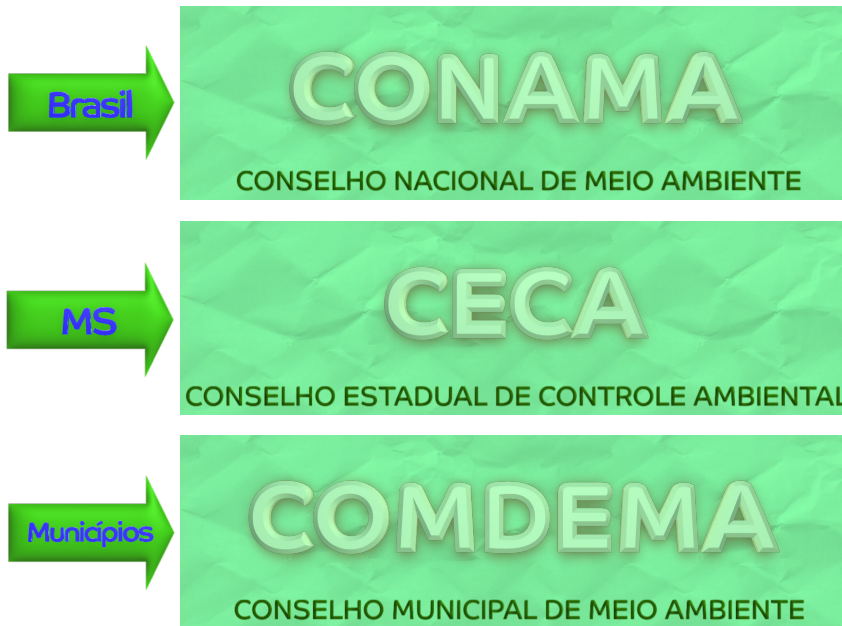 Brasil
CONAMA
CONSELHO NACIONAL DE MEIO AMBIENTE
MS
CECA
CONSELHO ESTADUAL DE CONTROLE AMBIENTAL
Municípios
COMDEMA
CONSELHO MUNICIPAL DE MEIO AMBIENTE